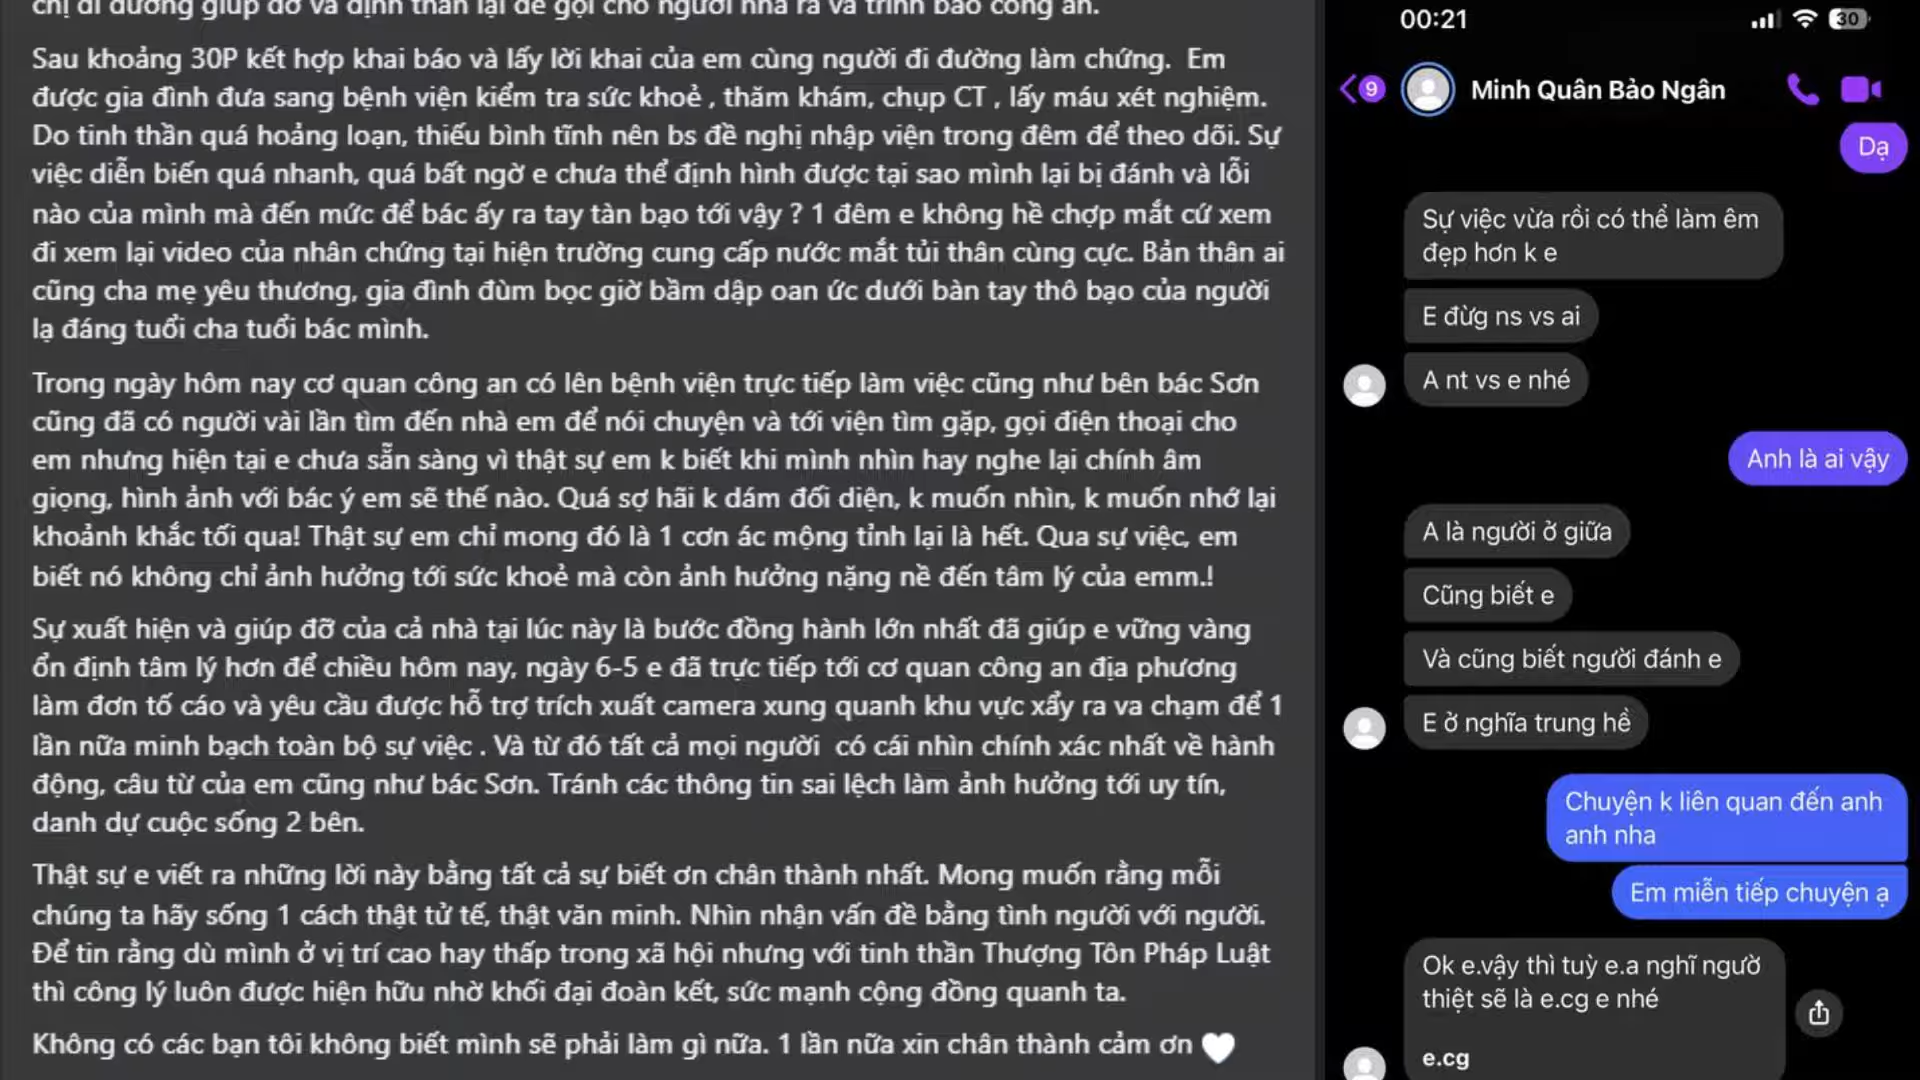 chị đi đường giúp đỡ và định thần lại để gọi cho người nhà ra và trình báo công an.
Sau khoảng 30P kết hợp khai báo và lấy lời khai của em cùng người đi đường làm chứng. Em
được gia đình đưa sang bệnh viện kiểm tra sức khoẻ , thăm khám, chụp CT , lấy máu xét nghiệm.
Do tinh thần quá hoảng loạn, thiếu bình tĩnh nên bs đề nghị nhập viện trong đêm để theo dõi. Sự
việc diễn biến quá nhanh, quá bất ngờ e chưa thể định hình được tại sao mình lại bị đánh và lỗi
nào của mình mà đến mức để bác ấy ra tay tàn bạo tới vậy ? 1 đêm e không hề chợp mắt cứ xem
đi xem lại video của nhân chứng tại hiện trường cung cấp nước mắt tủi thân cùng cực. Bản thân ai
cũng cha mẹ yêu thương, gia đình đùm bọc giờ bầm dập oan ức dưới bàn tay thô bạo của người
lạ đáng tuổi cha tuổi bác mình.
Trong ngày hôm nay cơ quan công an có lên bệnh viện trực tiếp làm việc cũng như bên bác Sơn
cũng đã có người vài lần tìm đến nhà em để nói chuyện và tới viện tìm gặp, gọi điện thoại cho
em nhưng hiện tại e chưa sẵn sàng vì thật sự em k biết khi mình nhìn hay nghe lại chính âm
giọng, hình ảnh với bác ý em sẽ thế nào. Quá sợ hãi k dám đối diện, k muốn nhìn, k muốn nhớ lại
khoảnh khắc tối qua! Thật sự em chỉ mong đó là 1 cơn ác mộng tỉnh lại là hết. Qua sự việc, em
biết nó không chỉ ảnh hưởng tới sức khoẻ mà còn ảnh hưởng nặng nề đến tâm lý của emm.!
Sự xuất hiện và giúp đỡ của cả nhà tại lúc này là bước đồng hành lớn nhất đã giúp e vững vàng
ổn định tâm lý hơn để chiều hôm nay, ngày 6-5 e đã trực tiếp tới cơ quan công an địa phương
làm đơn tố cáo và yêu cầu được hỗ trợ trích xuất camera xung quanh khu vực xẩy ra va chạm để 1
lần nữa minh bạch toàn bộ sự việc . Và từ đó tất cả mọi người có cái nhìn chính xác nhất về hành
động, câu từ của em cũng như bác Sơn. Tránh các thông tin sai lệch làm ảnh hưởng tới uy tín,
danh dự cuộc sống 2 bên.
Thật sự e viết ra những lời này bằng tất cả sự biết ơn chân thành nhất. Mong muốn rằng mỗi
chúng ta hãy sống 1 cách thật tử tế, thật văn minh. Nhìn nhận vấn đề bằng tình người với người.
Để tin rằng dù mình ở vị trí cao hay thấp trong xã hội nhưng với tinh thần Thượng Tôn Pháp Luật
thì công lý luôn được hiện hữu nhờ khối đại đoàn kết, sức mạnh cộng đồng quanh ta.
Không có các bạn tôi không biết mình sẽ phải làm gì nữa. 1 lần nữa xin chân thành cảm ơn 🤍
00:21
30
9
Minh Quân Bảo Ngân
Dạ
Sự việc vừa rồi có thể làm êm
đẹp hơn k e
E đừg ns vs ai
A nt vs e nhé
Anh là ai vậy
A là người ở giữa
Cũng biết e
Và cũng biết người đánh e
E ở nghĩa trung hề
Chuyện k liên quan đến anh
anh nha
Em miễn tiếp chuyện ạ
Ok e.vậy thì tuỳ e.a nghĩ ngườ
thiệt sẽ là e.cg e nhé
e.cg